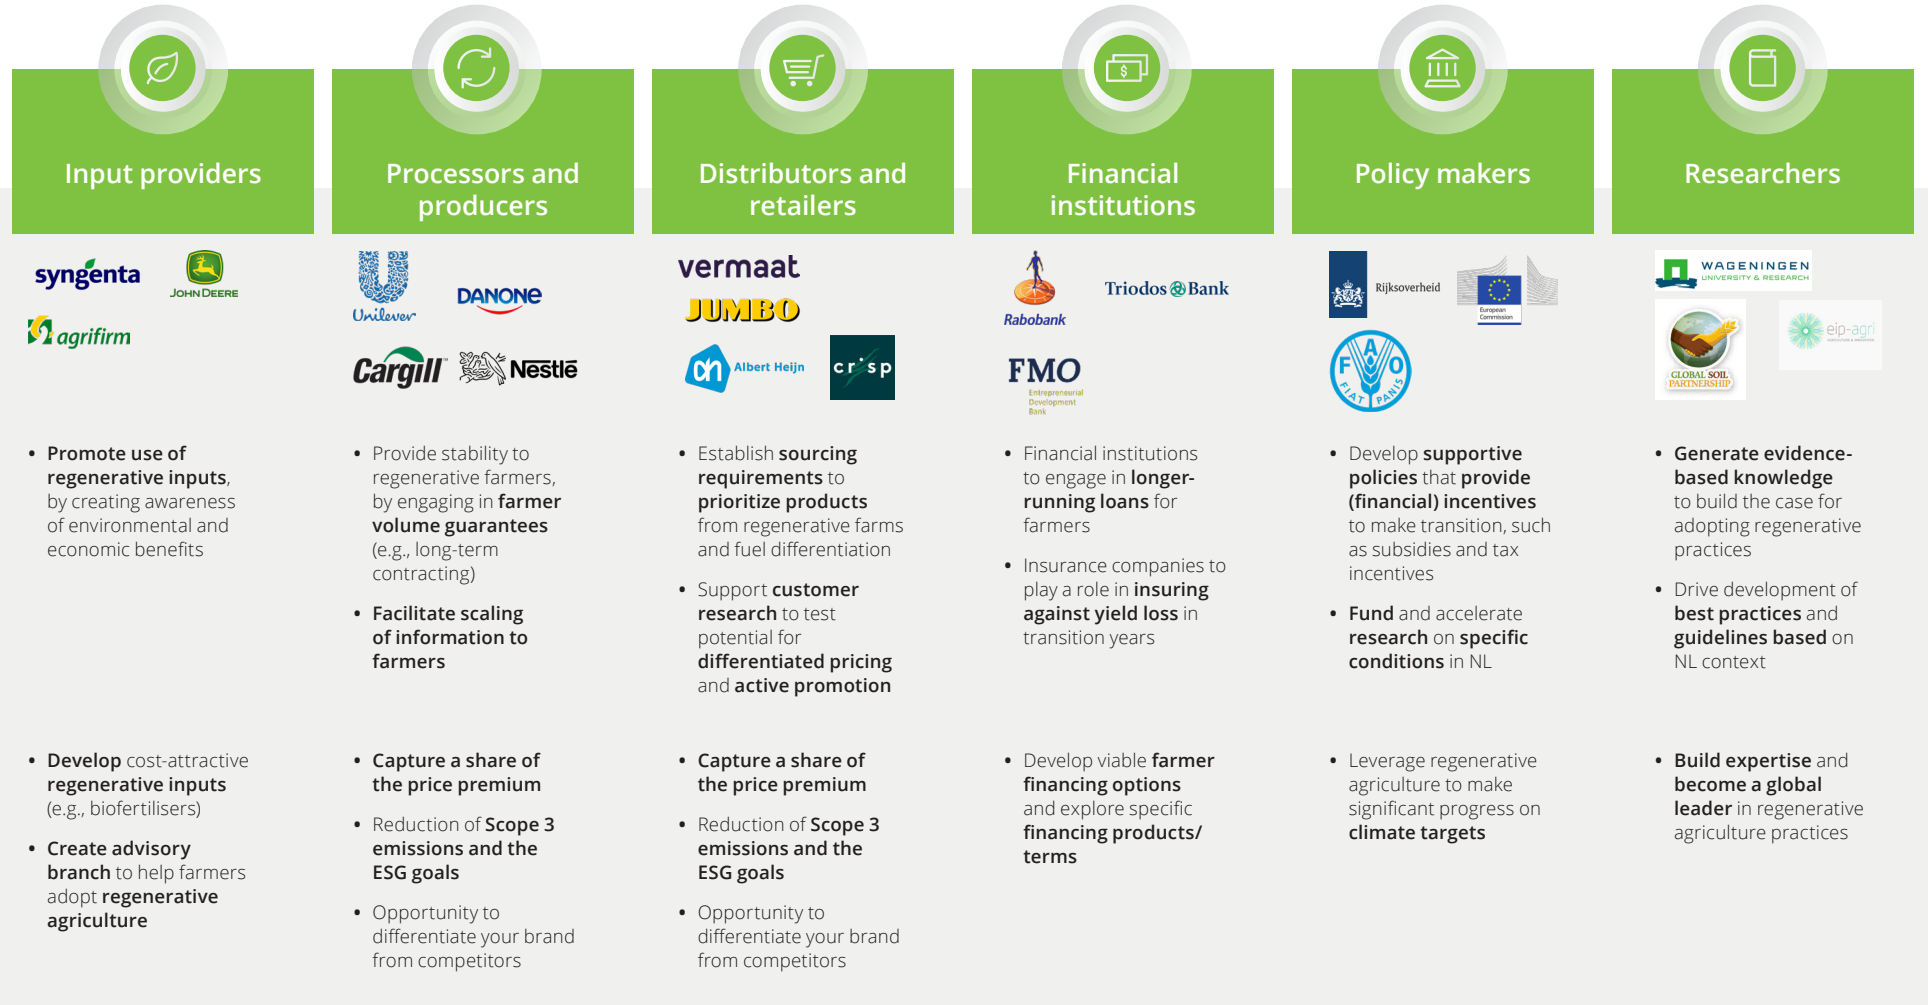 Input providers
syngenta
JOHN DEERE
agrifirm
• Promote use of
regenerative inputs,
by creating awareness
of environmental and
economic benefits
• Develop cost-attractive
regenerative inputs
(e.g., biofertilisers)
• Create advisory
branch to help farmers
adopt regenerative
agriculture
Processors and
producers
Unilever
DANONE
Cargill™
Nestlé
• Provide stability to
regenerative farmers,
by engaging in farmer
volume guarantees
(e.g., long-term
contracting)
• Facilitate scaling
of information to
farmers
• Capture a share of
the price premium
• Reduction of Scope 3
emissions and the
ESG goals
• Opportunity to
differentiate your brand
from competitors
Distributors and
retailers
vermaat
JUMBO
ah Albert Heijn
crisp
• Establish sourcing
requirements to
prioritize products
from regenerative farms
and fuel differentiation
• Support customer
research to test
potential for
differentiated pricing
and active promotion
• Capture a share of
the price premium
• Reduction of Scope 3
emissions and the
ESG goals
• Opportunity to
differentiate your brand
from competitors
$
Financial
institutions
Rabobank
Triodos Bank
FMO
Entrepreneurial
Development
Bank
• Financial institutions
to engage in longer-
running loans for
farmers
• Insurance companies to
play a role in insuring
against yield loss in
transition years
• Develop viable farmer
financing options
and explore specific
financing products/
terms
Policy makers
Rijksoverheid
European
Commission
FAO
FIAT PANIS
• Develop supportive
policies that provide
(financial) incentives
to make transition, such
as subsidies and tax
incentives
• Fund and accelerate
research on specific
conditions in NL
• Leverage regenerative
agriculture to make
significant progress on
climate targets
Researchers
WAGENINGEN
UNIVERSITY & RESEARCH
GLOBAL SOIL
PARTNERSHIP
eip-agri
• Generate evidence-
based knowledge
to build the case for
adopting regenerative
practices
• Drive development of
best practices and
guidelines based on
NL context
• Build expertise and
become a global
leader in regenerative
agriculture practices